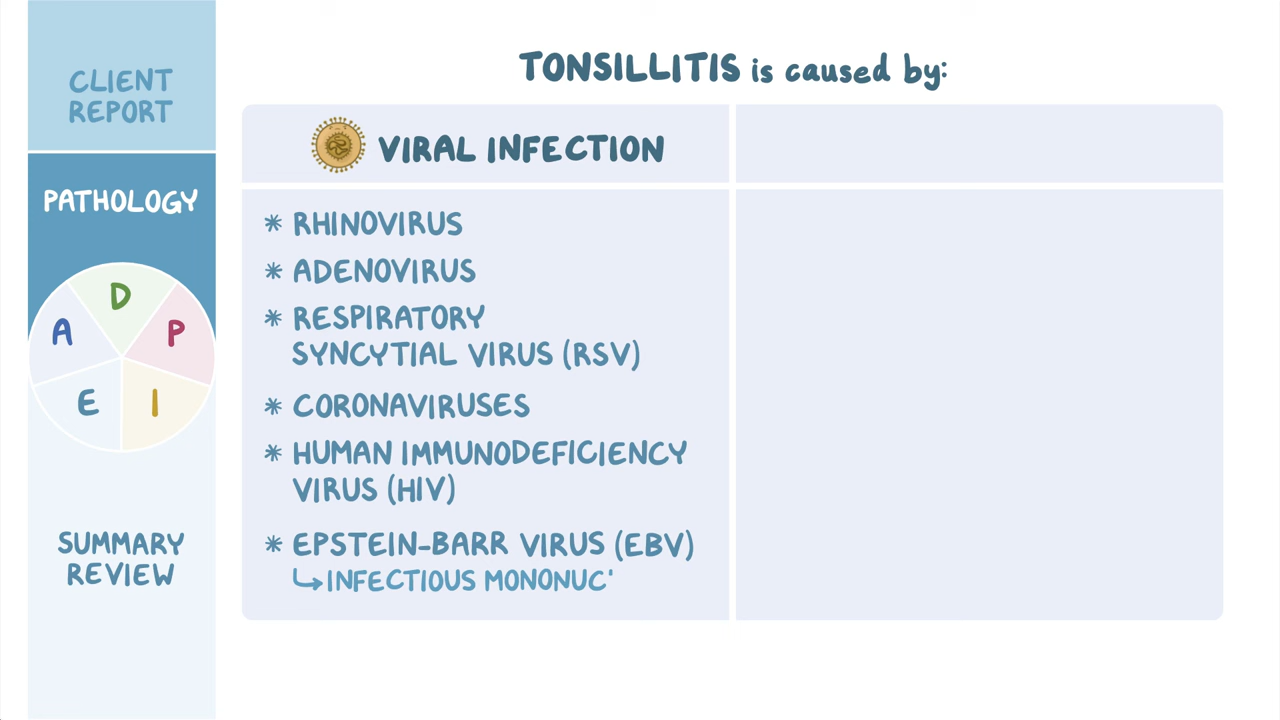 CLIENT
REPORT
PATHOLOGY
D
A
P
E
I
SUMMARY
REVIEW
TONSILLITIS is caused by:
VIRAL INFECTION
* RHINOVIRUS
* ADENOVIRUS
* RESPIRATORY
SYNCYTIAL VIRUS (RSV)
* CORONAVIRUSES
* HUMAN IMMUNODEFICIENCY
VIRUS (HIV)
* EPSTEIN-BARR VIRUS (EBV)
↳ INFECTIOUS MONONUC'